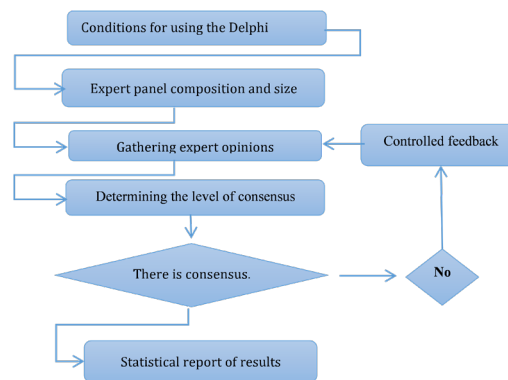 Conditions for using the Delphi
Expert panel composition and size
Gathering expert opinions
Controlled feedback
Determining the level of consensus
There is consensus.
No
Statistical report of results